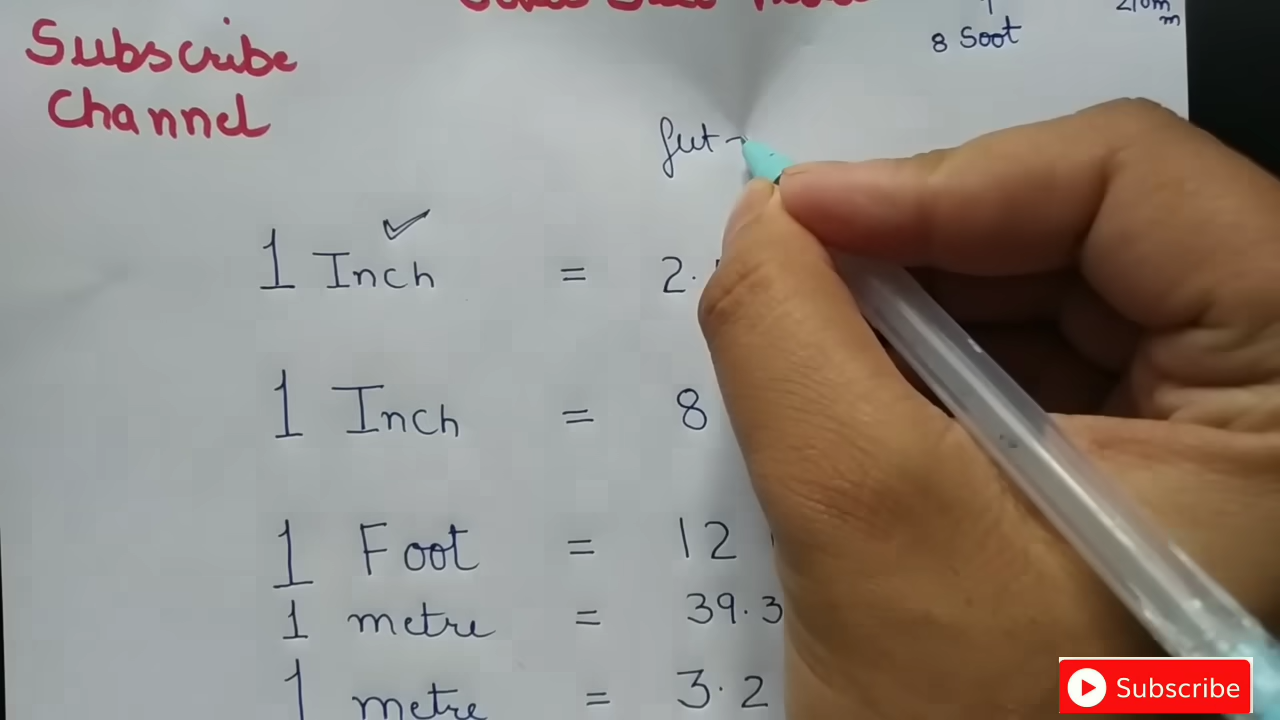 210m
m
8 Soot
Subscribe
Channel
1 Inch = 2.
1 Inch = 8
1 Foot = 12
1 metre = 39.3
1 metre = 3.2
Subscribe